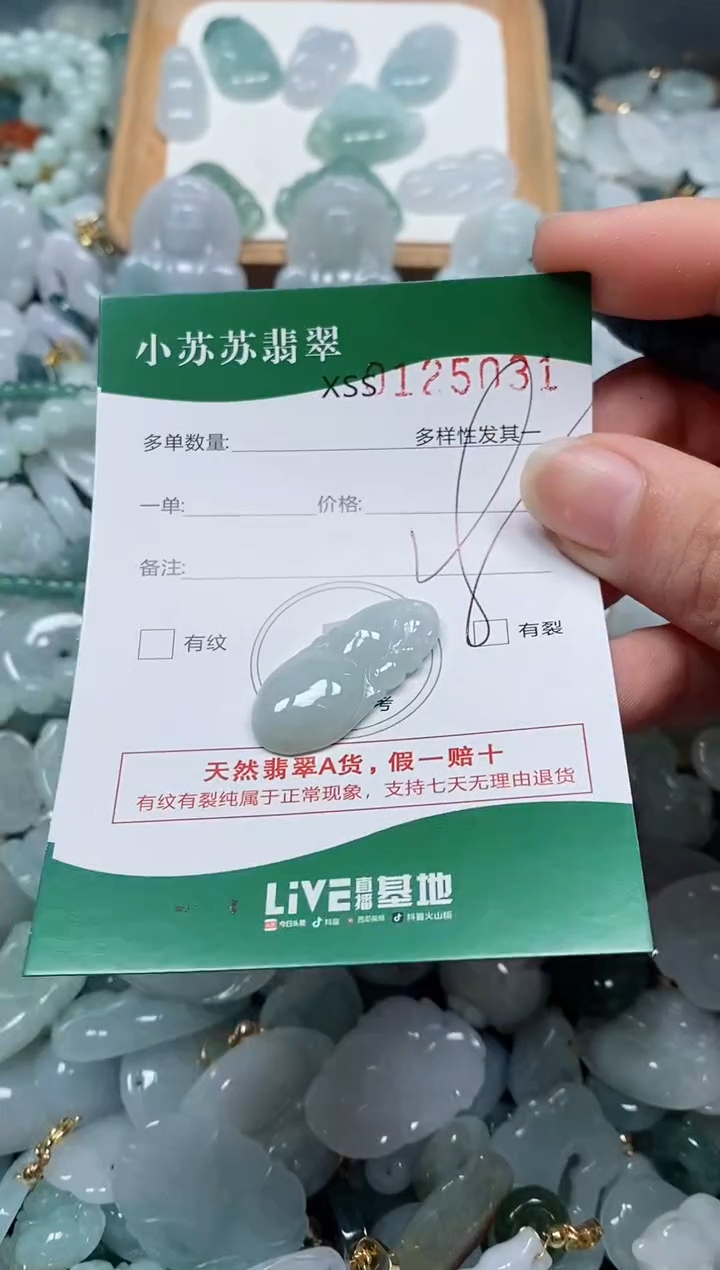 小苏苏翡翠
XSS0125031
多单数量:
多样性发其一
一单:
价格:
备注:
有纹
有裂
考
天然翡翠A货，假一赔十
有纹有裂纯属于正常现象，支持七天无理由退货
LiVE直播基地
今日头条 抖音 西瓜视频 抖音火山版